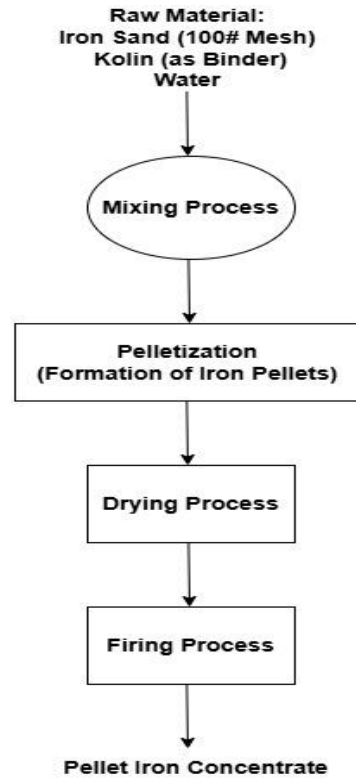 Raw Material:
Iron Sand (100# Mesh)
Kolin (as Binder)
Water
Mixing Process
Pelletization
(Formation of Iron Pellets)
Drying Process
Firing Process
Pellet Iron Concentrate